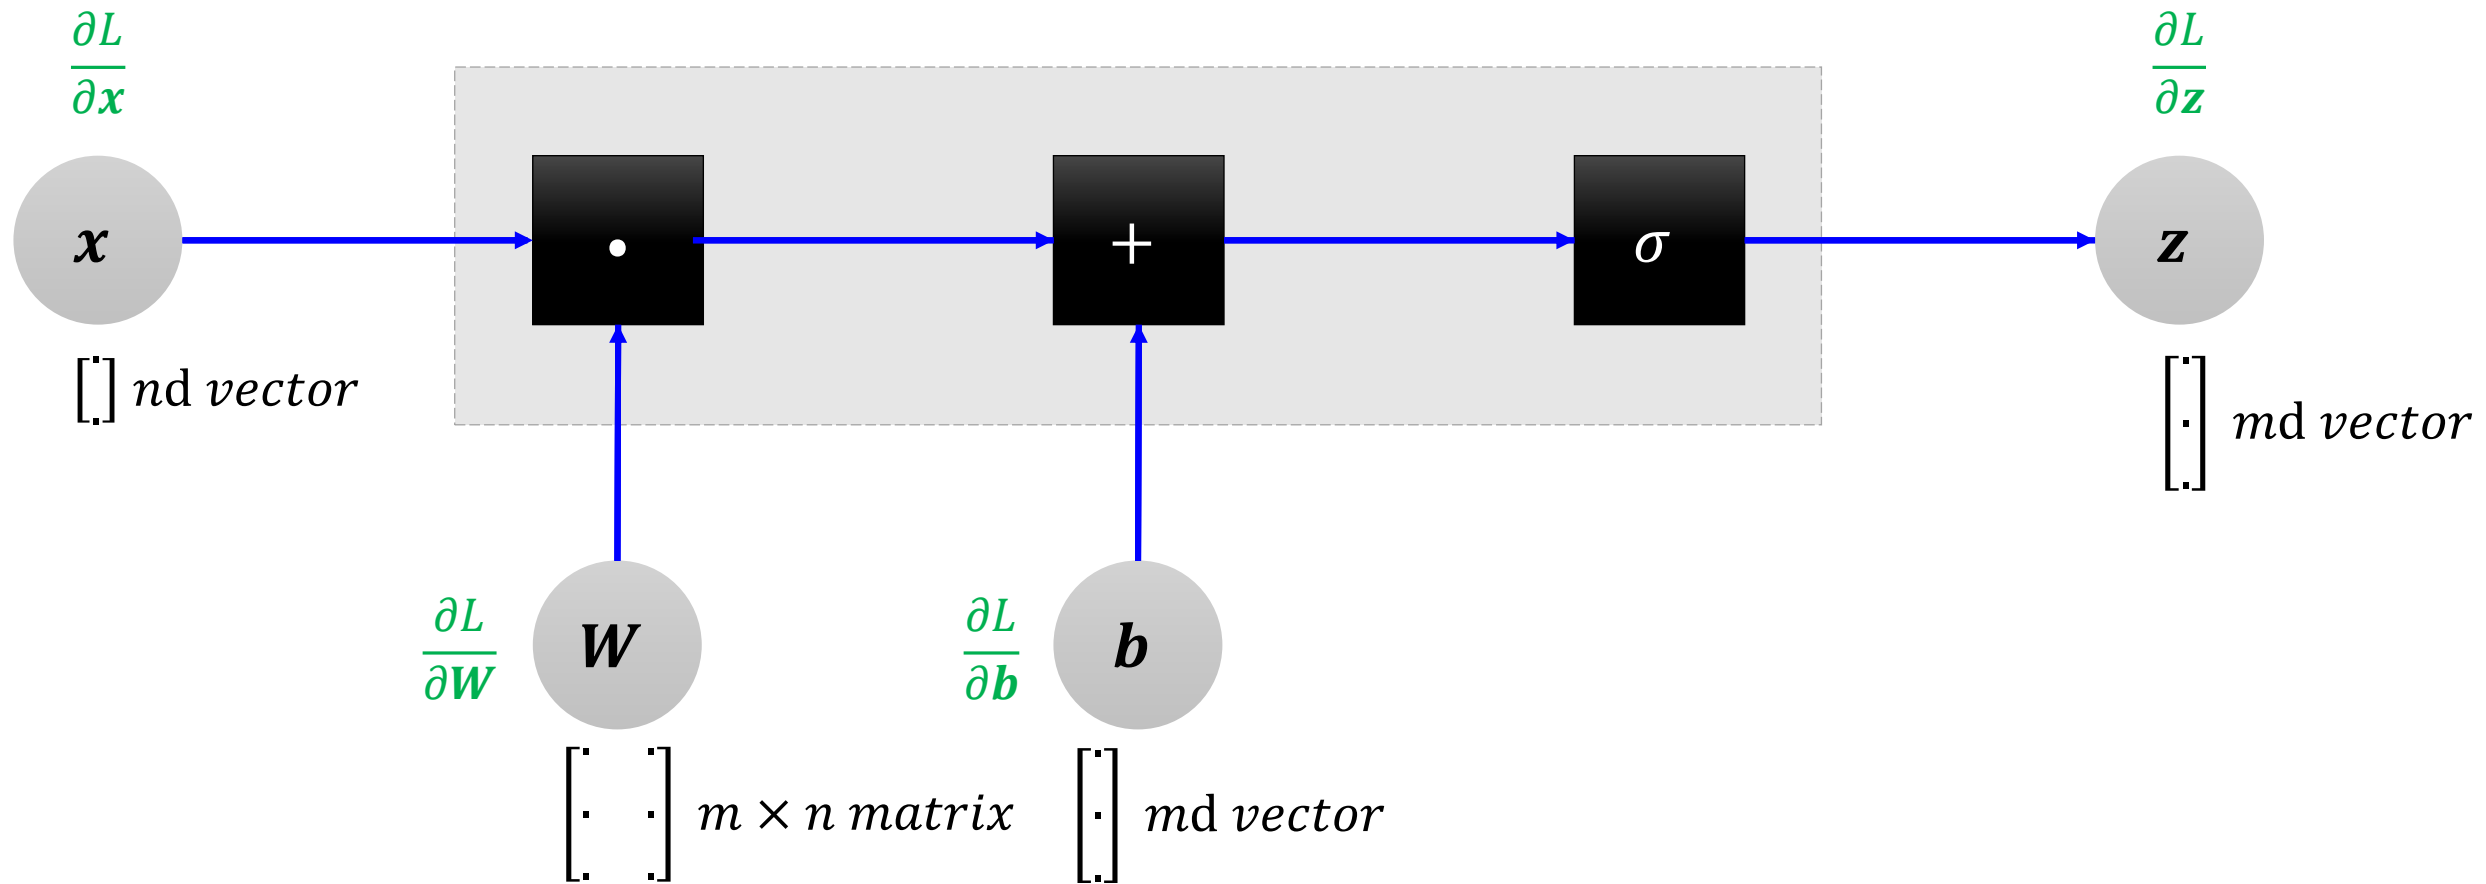 ∂L/∂x
∂L/∂z
x
·
+
σ
z
[⋮] nd vector
[⋮] md vector
∂L/∂W
W
∂L/∂b
b
[⋮ ⋮] m × n matrix
[⋮] md vector